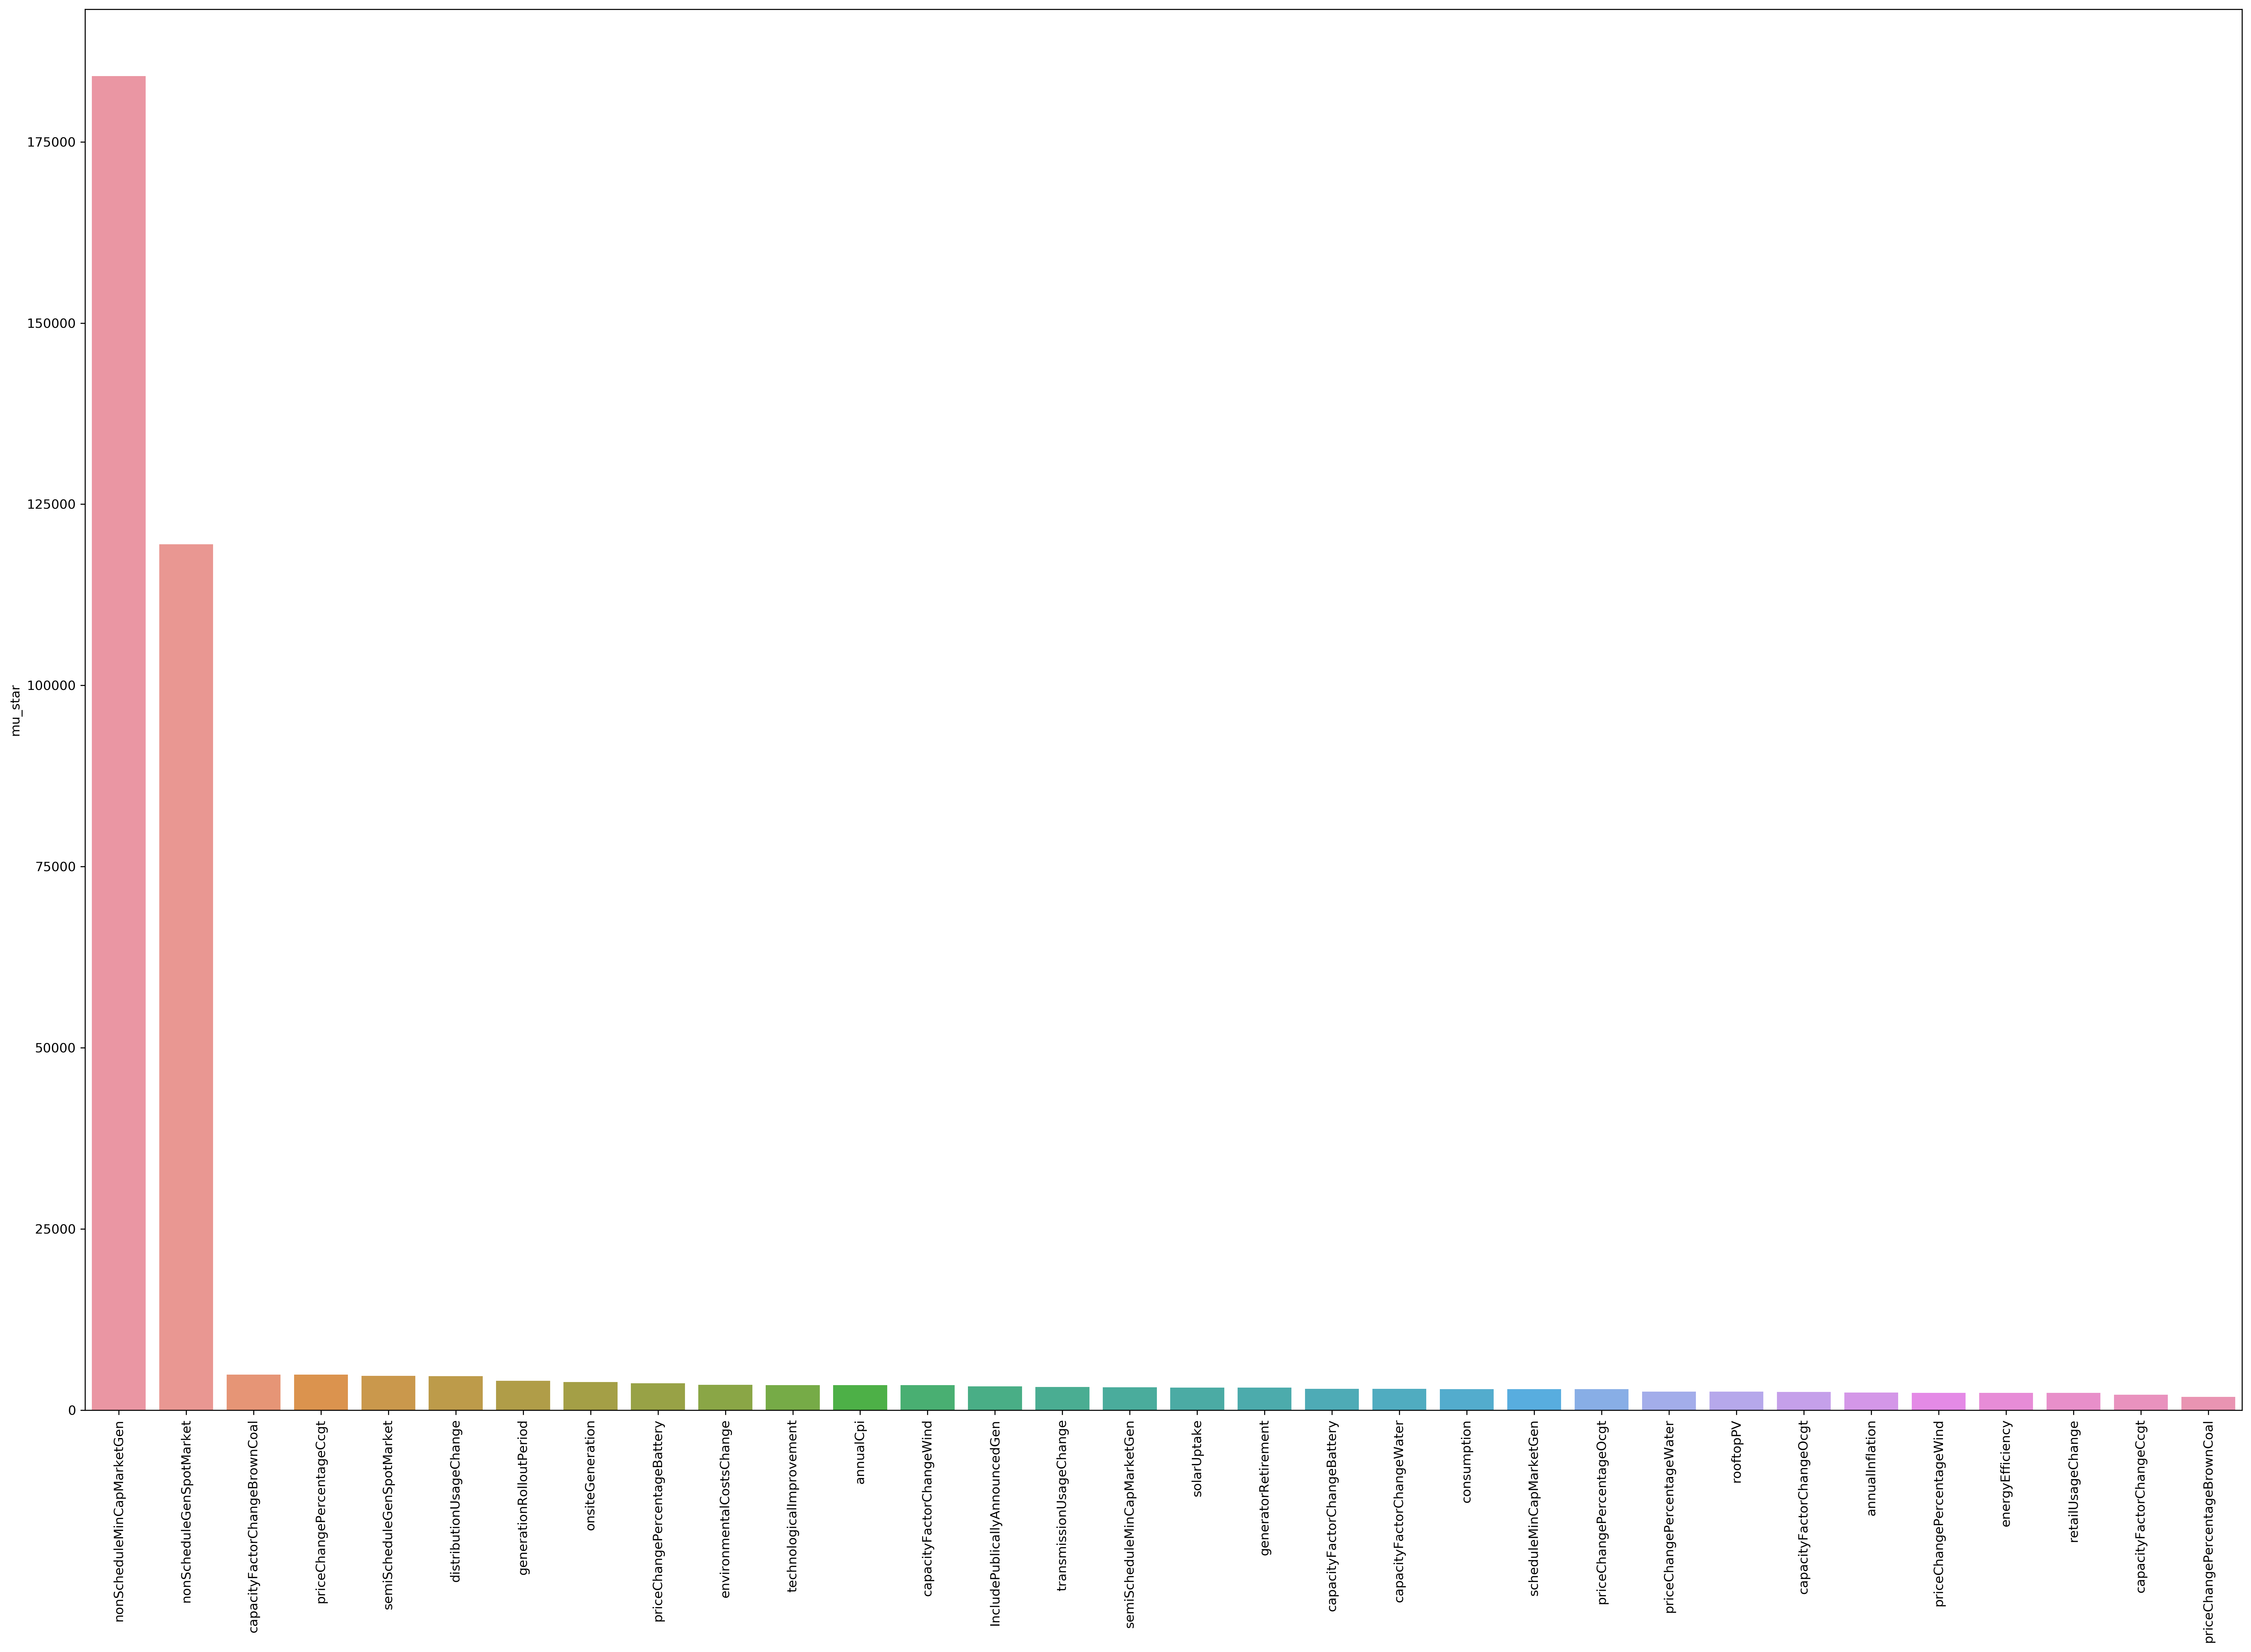 mu_star
175000
150000
125000
100000
75000
50000
25000
0
nonScheduleMinCapMarketGen
nonScheduleGenSpotMarket
capacityFactorChangeBrownCoal
priceChangePercentageCcgt
semiScheduleGenSpotMarket
distributionUsageChange
generationRolloutPeriod
onsiteGeneration
priceChangePercentageBattery
environmentalCostsChange
technologicalImprovement
annualCpi
capacityFactorChangeWind
IncludePublicallyAnnouncedGen
transmissionUsageChange
semiScheduleMinCapMarketGen
solarUptake
generatorRetirement
capacityFactorChangeBattery
capacityFactorChangeWater
consumption
scheduleMinCapMarketGen
priceChangePercentageOcgt
priceChangePercentageWater
rooftopPV
capacityFactorChangeOcgt
annualInflation
priceChangePercentageWind
energyEfficiency
retailUsageChange
capacityFactorChangeCcgt
priceChangePercentageBrownCoal